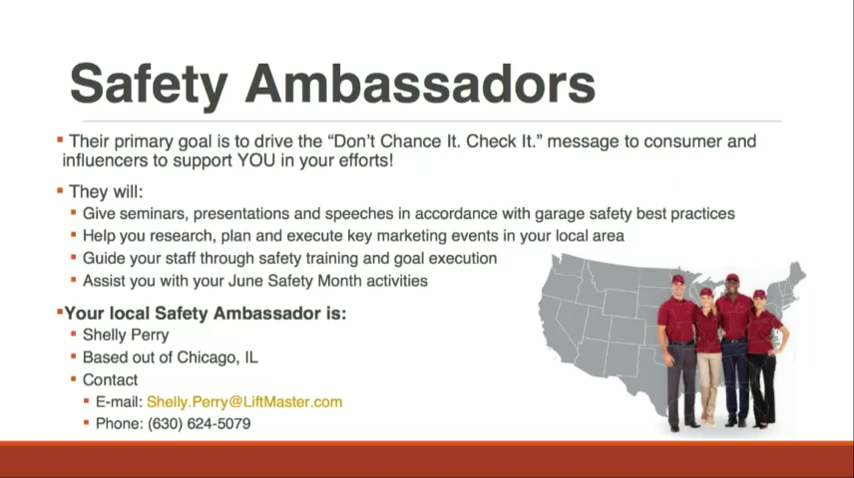 Safety Ambassadors
Their primary goal is to drive the “Don’t Chance It. Check It.” message to consumer and
influencers to support YOU in your efforts!
They will:
Give seminars, presentations and speeches in accordance with garage safety best practices
Help you research, plan and execute key marketing events in your local area
Guide your staff through safety training and goal execution
Assist you with your June Safety Month activities
Your local Safety Ambassador is:
Shelly Perry
Based out of Chicago, IL
Contact
E-mail: Shelly.Perry@LiftMaster.com
Phone: (630) 624-5079